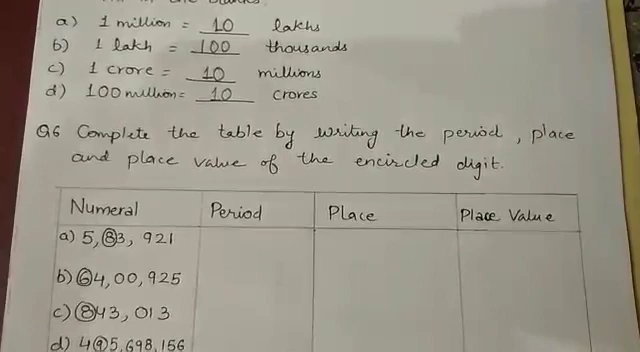 a) 1 million = 10 lakhs
b) 1 lakh = 100 thousands
c) 1 crore = 10 millions
d) 100 million = 10 crores
Q6 Complete the table by writing the period, place
and place value of the encircled digit.
Numeral Period Place Place Value
a) 5,83, 921
b) 64,00,925
c) 843,013
d) 495,698,156